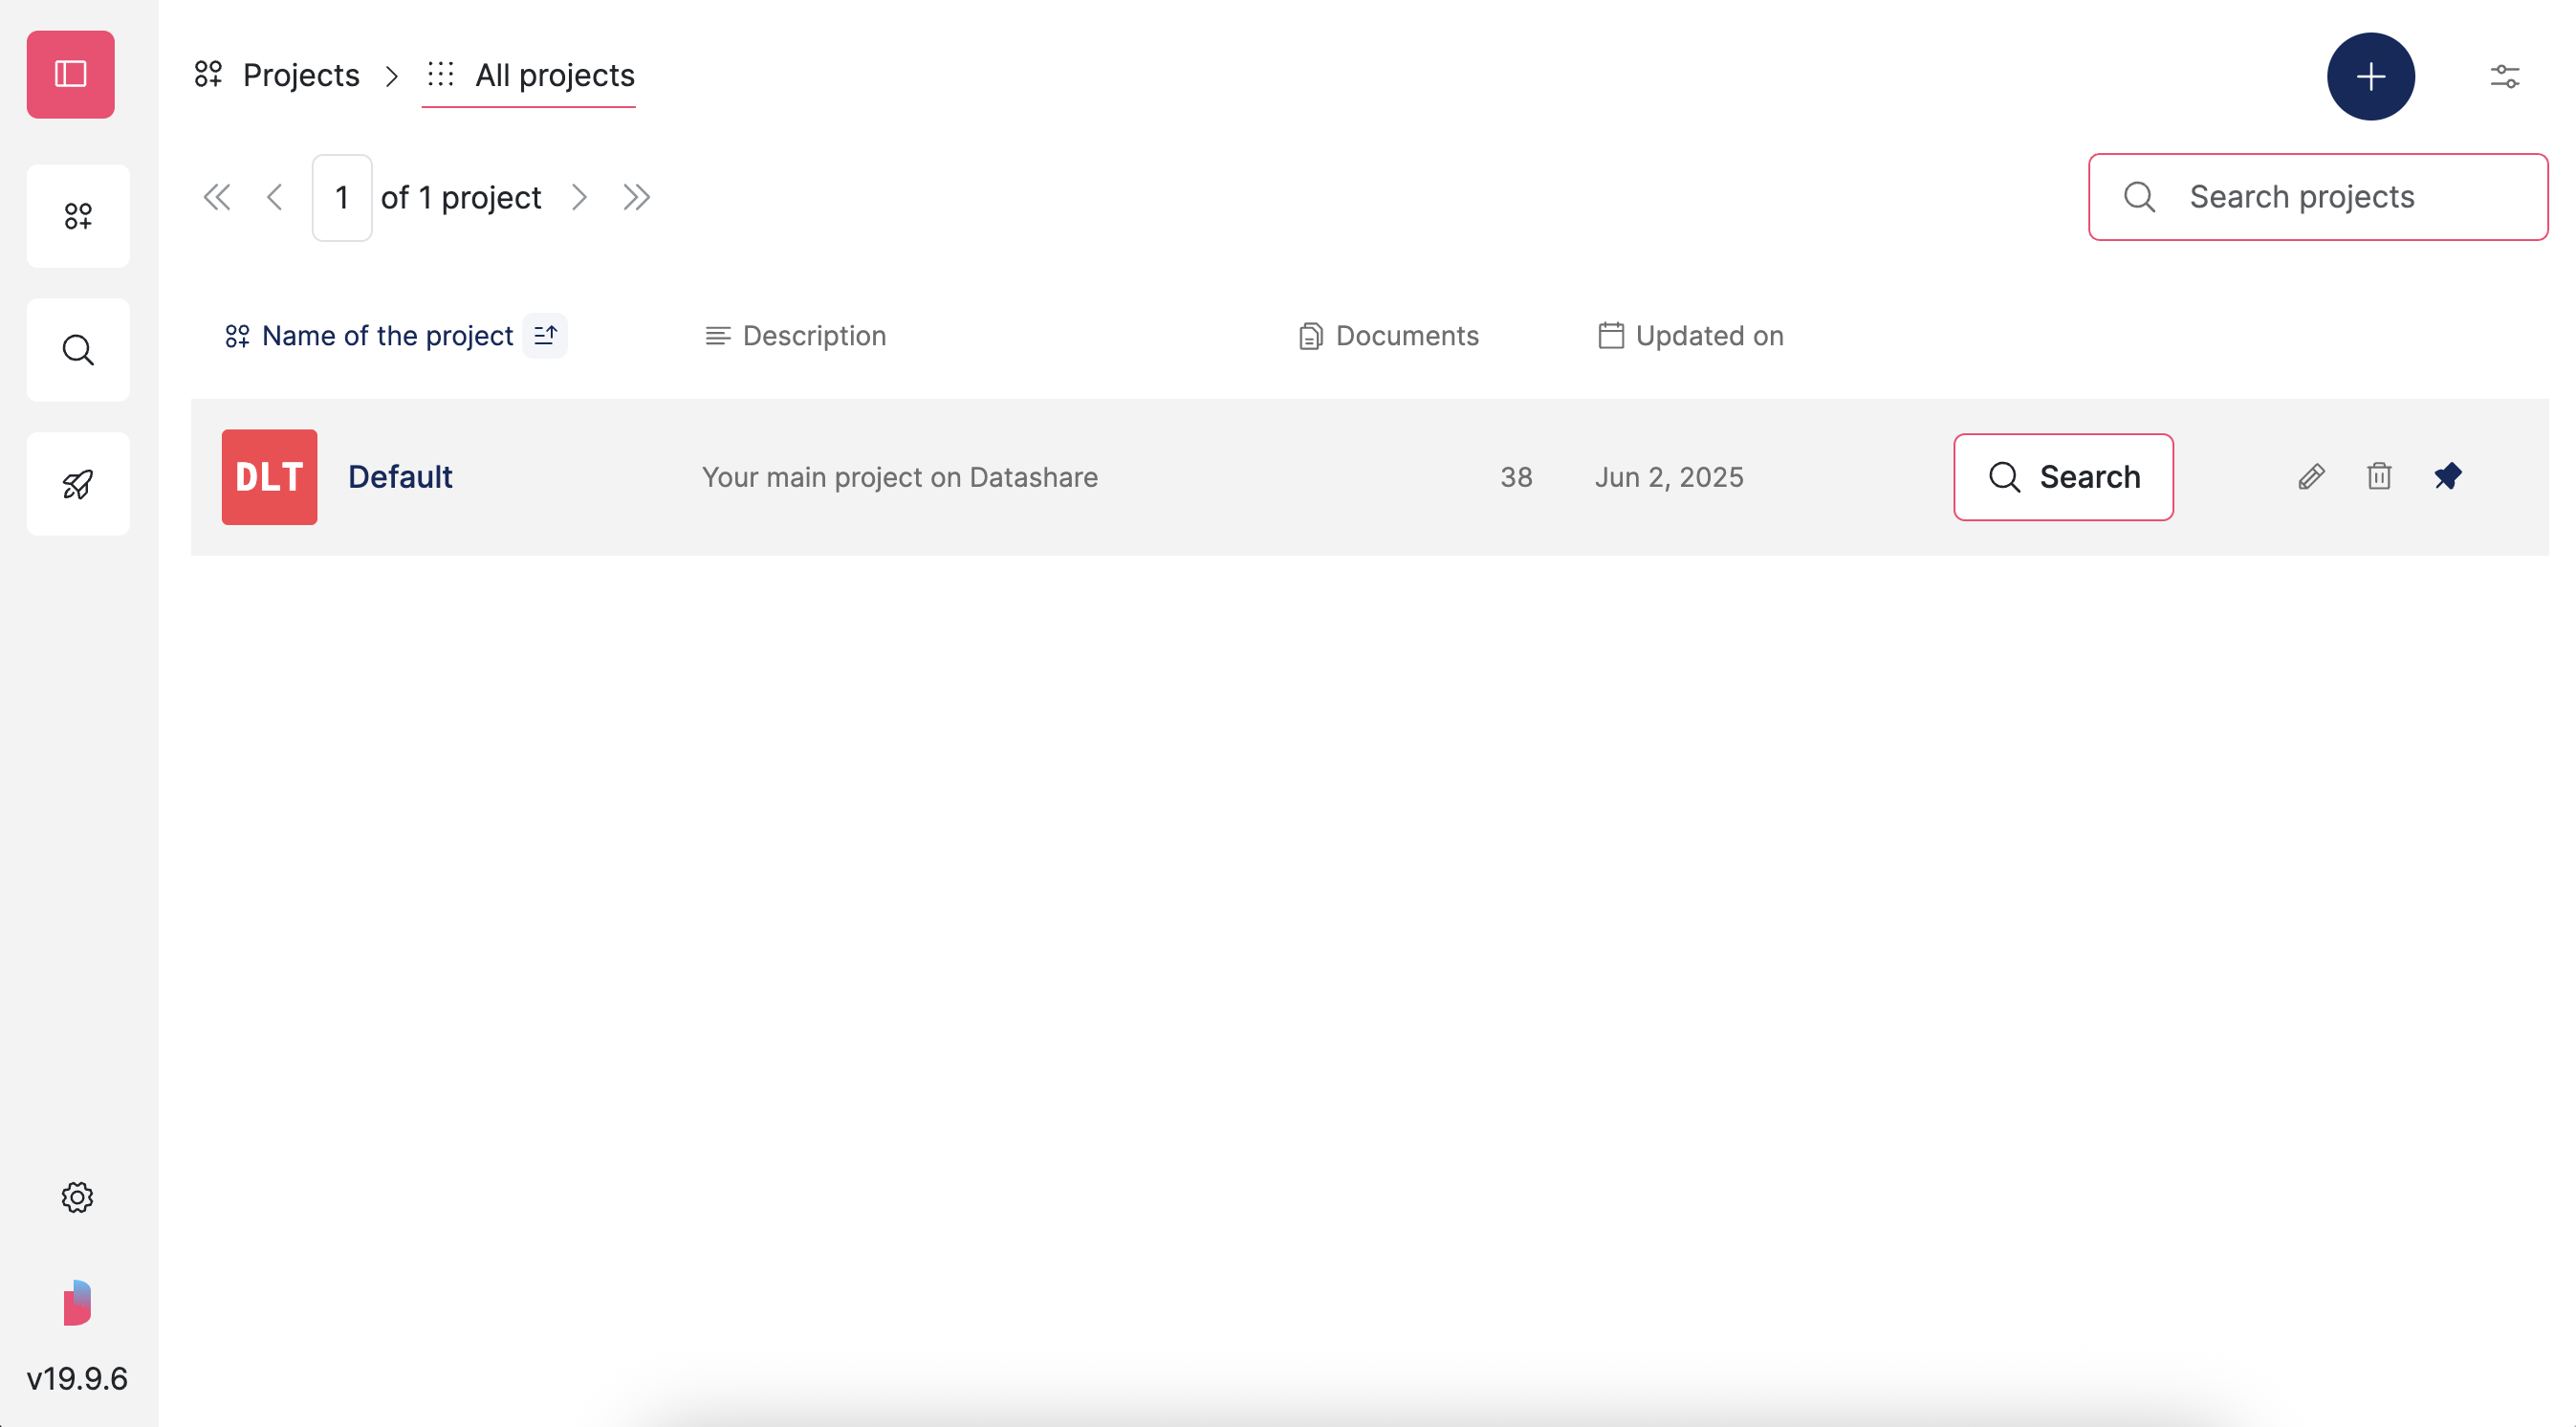 Projects
All projects
1 of 1 project
Search projects
Name of the project
Description
Documents
Updated on
DLT
Default
Your main project on Datashare
38
Jun 2, 2025
Search
v19.9.6